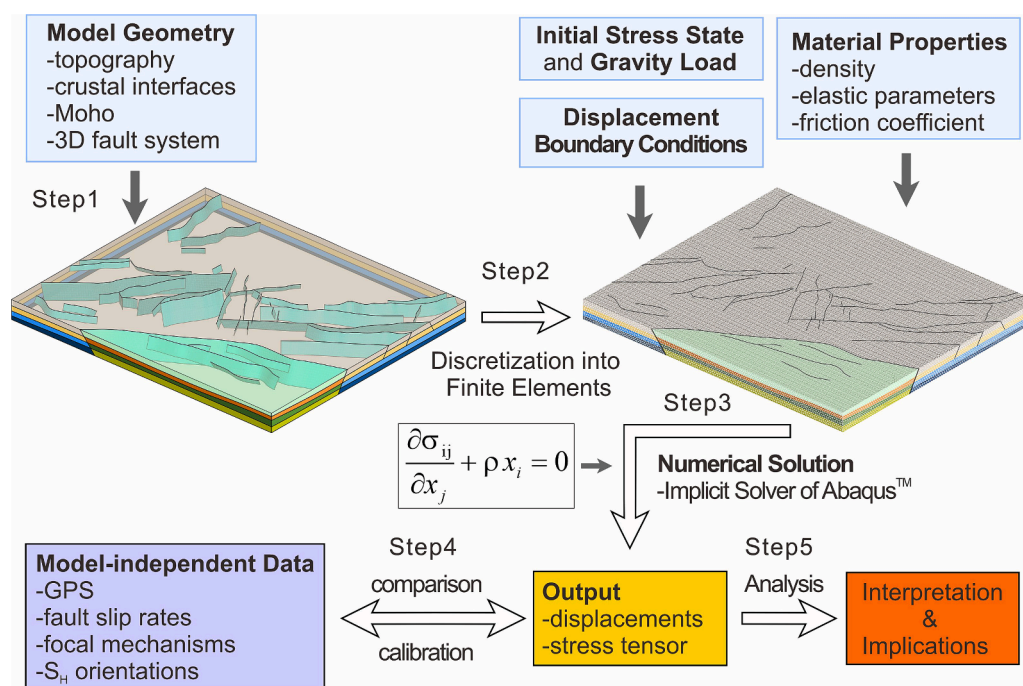 Model Geometry
-topography
-crustal interfaces
-Moho
-3D fault system
Initial Stress State
and Gravity Load
Displacement
Boundary Conditions
Material Properties
-density
-elastic parameters
-friction coefficient
Step1
Step2
Discretization into
Finite Elements
Step3
∂σij/∂xj + ρxi = 0
Numerical Solution
-Implicit Solver of Abaqus™
Model-independent Data
-GPS
-fault slip rates
-focal mechanisms
-SH orientations
Step4
comparison
calibration
Output
-displacements
-stress tensor
Step5
Analysis
Interpretation
&
Implications